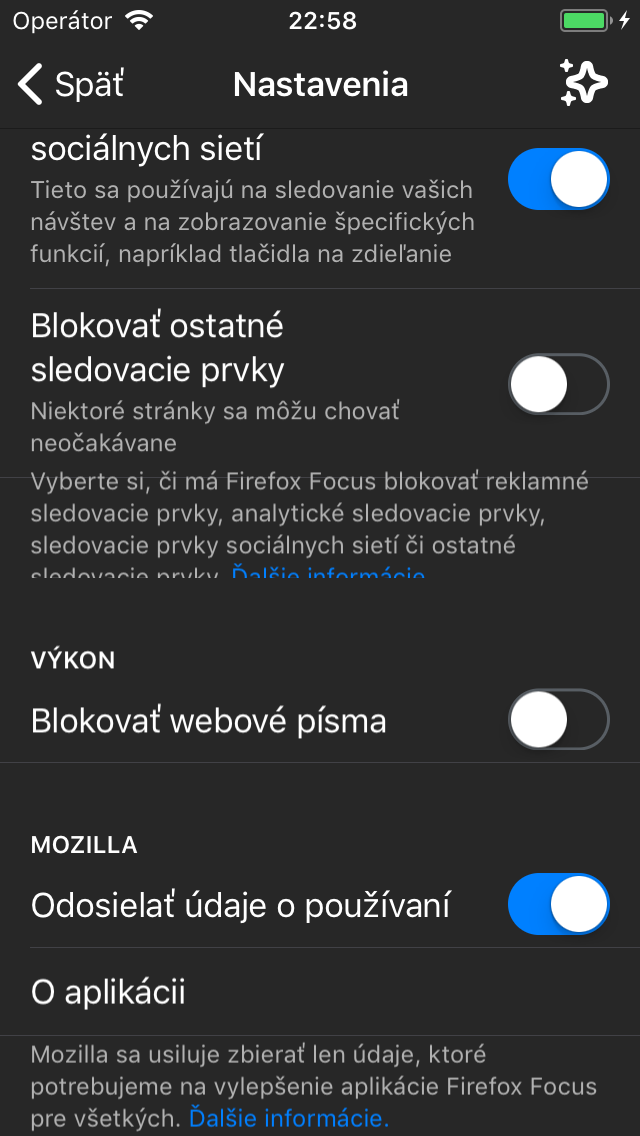 Operátor
22:58
Späť
Nastavenia
sociálnych sietí
Tieto sa používajú na sledovanie vašich
návštev a na zobrazovanie špecifických
funkcií, napríklad tlačidla na zdieľanie
Blokovať ostatné
sledovacie prvky
Niektoré stránky sa môžu chovať
neočakávane
Vyberte si, či má Firefox Focus blokovať reklamné
sledovacie prvky, analytické sledovacie prvky,
sledovacie prvky sociálnych sietí či ostatné
sledovacie prvky. Ďalšie informácie
VÝKON
Blokovať webové písma
MOZILLA
Odosielať údaje o používaní
O aplikácii
Mozilla sa usiluje zbierať len údaje, ktoré
potrebujeme na vylepšenie aplikácie Firefox Focus
pre všetkých. Ďalšie informácie.